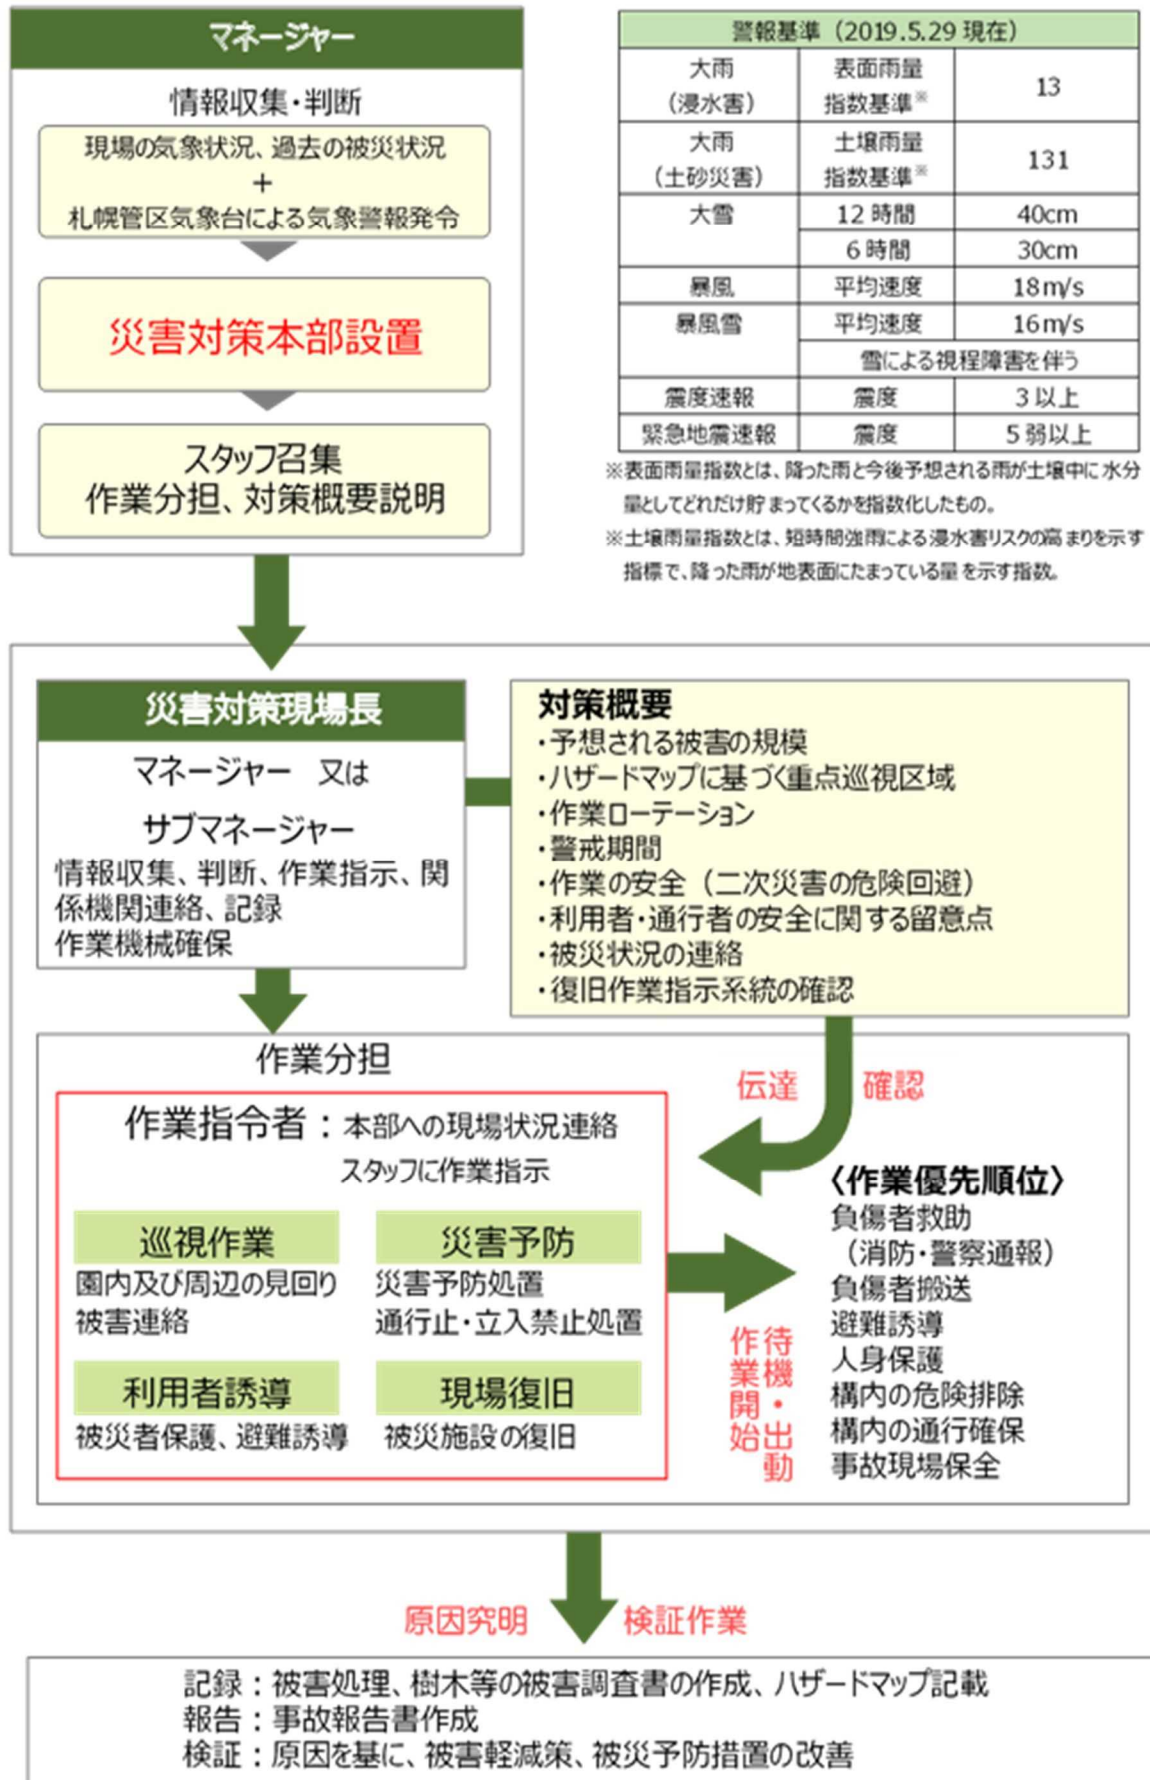 マネージャー
情報収集・判断
現場の気象状況、過去の被災状況
+
札幌管区気象台による気象警報発令
災害対策本部設置
スタッフ召集
作業分担、対策概要説明
警報基準（2019.5.29 現在）
大雨
（浸水害）
表面雨量
指数基準※
13
大雨
（土砂災害）
土壌雨量
指数基準※
131
大雪
12 時間
40cm
6 時間
30cm
暴風
平均速度
18m/s
暴風雪
平均速度
16m/s
雪による視程障害を伴う
震度速報
震度
3 以上
緊急地震速報
震度
5 弱以上
※表面雨量指数とは、降った雨と今後予想される雨が土壌中に水分
量としてどれだけ貯まってくるかを指数化したもの。
※土壌雨量指数とは、短時間強雨による浸水害リスクの高まりを示す
指標で、降った雨が地表面にたまっている量を示す指数。
災害対策現場長
マネージャー 又は
サブマネージャー
情報収集、判断、作業指示、関
係機関連絡、記録
作業機械確保
対策概要
・予想される被害の規模
・ハザードマップに基づく重点巡視区域
・作業ローテーション
・警戒期間
・作業の安全（二次災害の危険回避）
・利用者・通行者の安全に関する留意点
・被災状況の連絡
・復旧作業指示系統の確認
伝達 確認
作業分担
作業指令者：本部への現場状況連絡
スタッフに作業指示
巡視作業
園内及び周辺の見回り
被害連絡
災害予防
災害予防処置
通行止・立入禁止処置
利用者誘導
被災者保護、避難誘導
現場復旧
被災施設の復旧
待機・出動
作業開始
〈作業優先順位〉
負傷者救助
（消防・警察通報）
負傷者搬送
避難誘導
人身保護
構内の危険排除
構内の通行確保
事故現場保全
原因究明 検証作業
記録：被害処理、樹木等の被害調査書の作成、ハザードマップ記載
報告：事故報告書作成
検証：原因を基に、被害軽減策、被災予防措置の改善